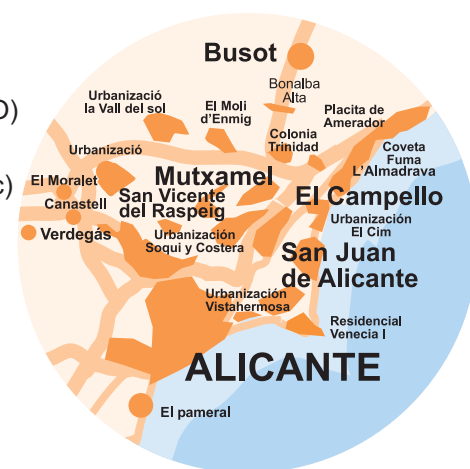 Busot
Bonalba
Alta
Urbanizació
la Vall del sol
El Moli
d'Enmig
Placita de
Amerador
D)
Colonia
Trinidad
Urbanizació
Coveta
Fuma
L'Almadrava
Mutxamel
El Moralet
c)
San Vicente
del Raspeig
El Campello
Canastell
Verdegás
Urbanización
Soqui y Costera
Urbanización
El Cim
San Juan
de Alicante
Urbanización
Vistahermosa
Residencial
Venecia I
ALICANTE
El pameral